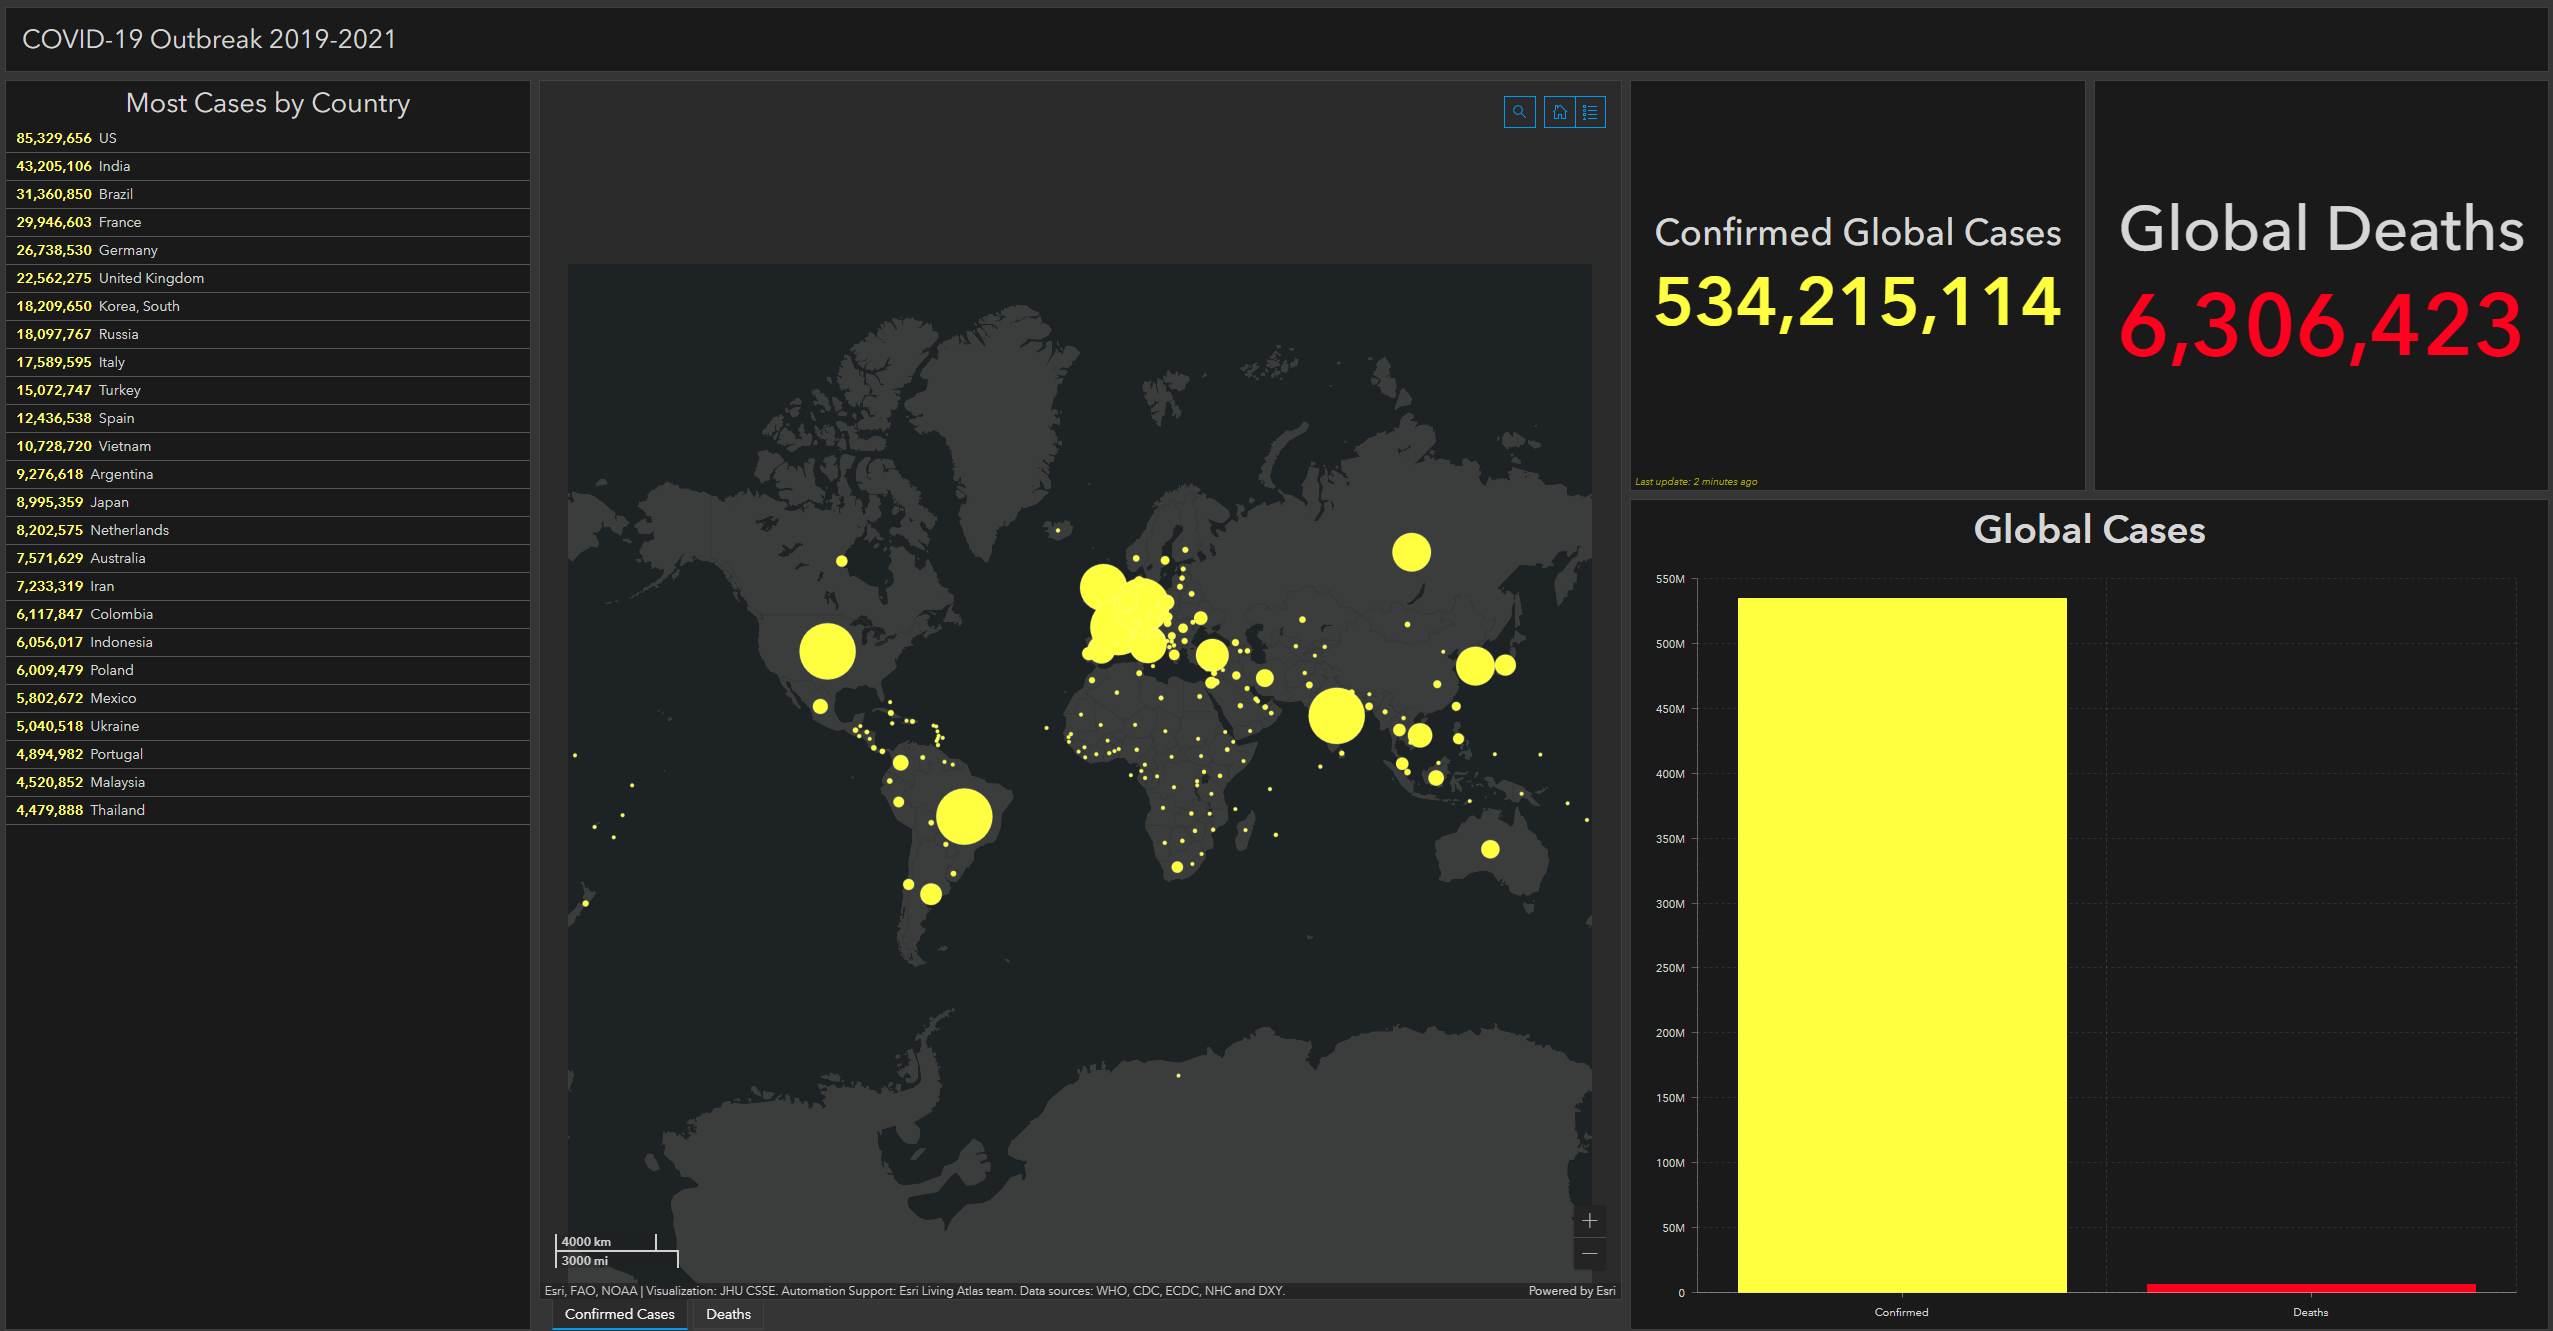 COVID-19 Outbreak 2019-2021
Most Cases by Country
85,329,656 US
43,205,106 India
31,360,850 Brazil
29,946,603 France
26,738,530 Germany
22,562,275 United Kingdom
18,209,650 Korea, South
18,097,767 Russia
17,589,595 Italy
15,072,747 Turkey
12,436,538 Spain
10,728,720 Vietnam
9,276,618 Argentina
8,995,359 Japan
8,202,575 Netherlands
7,571,629 Australia
7,233,319 Iran
6,117,847 Colombia
6,056,017 Indonesia
6,009,479 Poland
5,802,672 Mexico
5,040,518 Ukraine
4,894,982 Portugal
4,520,852 Malaysia
4,479,888 Thailand
4000 km
3000 mi
Esri, FAO, NOAA | Visualization: JHU CSSE. Automation Support: Esri Living Atlas team. Data sources: WHO, CDC, ECDC, NHC and DXY.
Powered by Esri
Confirmed Cases
Deaths
Confirmed Global Cases
534,215,114
Last update: 2 minutes ago
Global Deaths
6,306,423
Global Cases
550M
500M
450M
400M
350M
300M
250M
200M
150M
100M
50M
0
Confirmed
Deaths